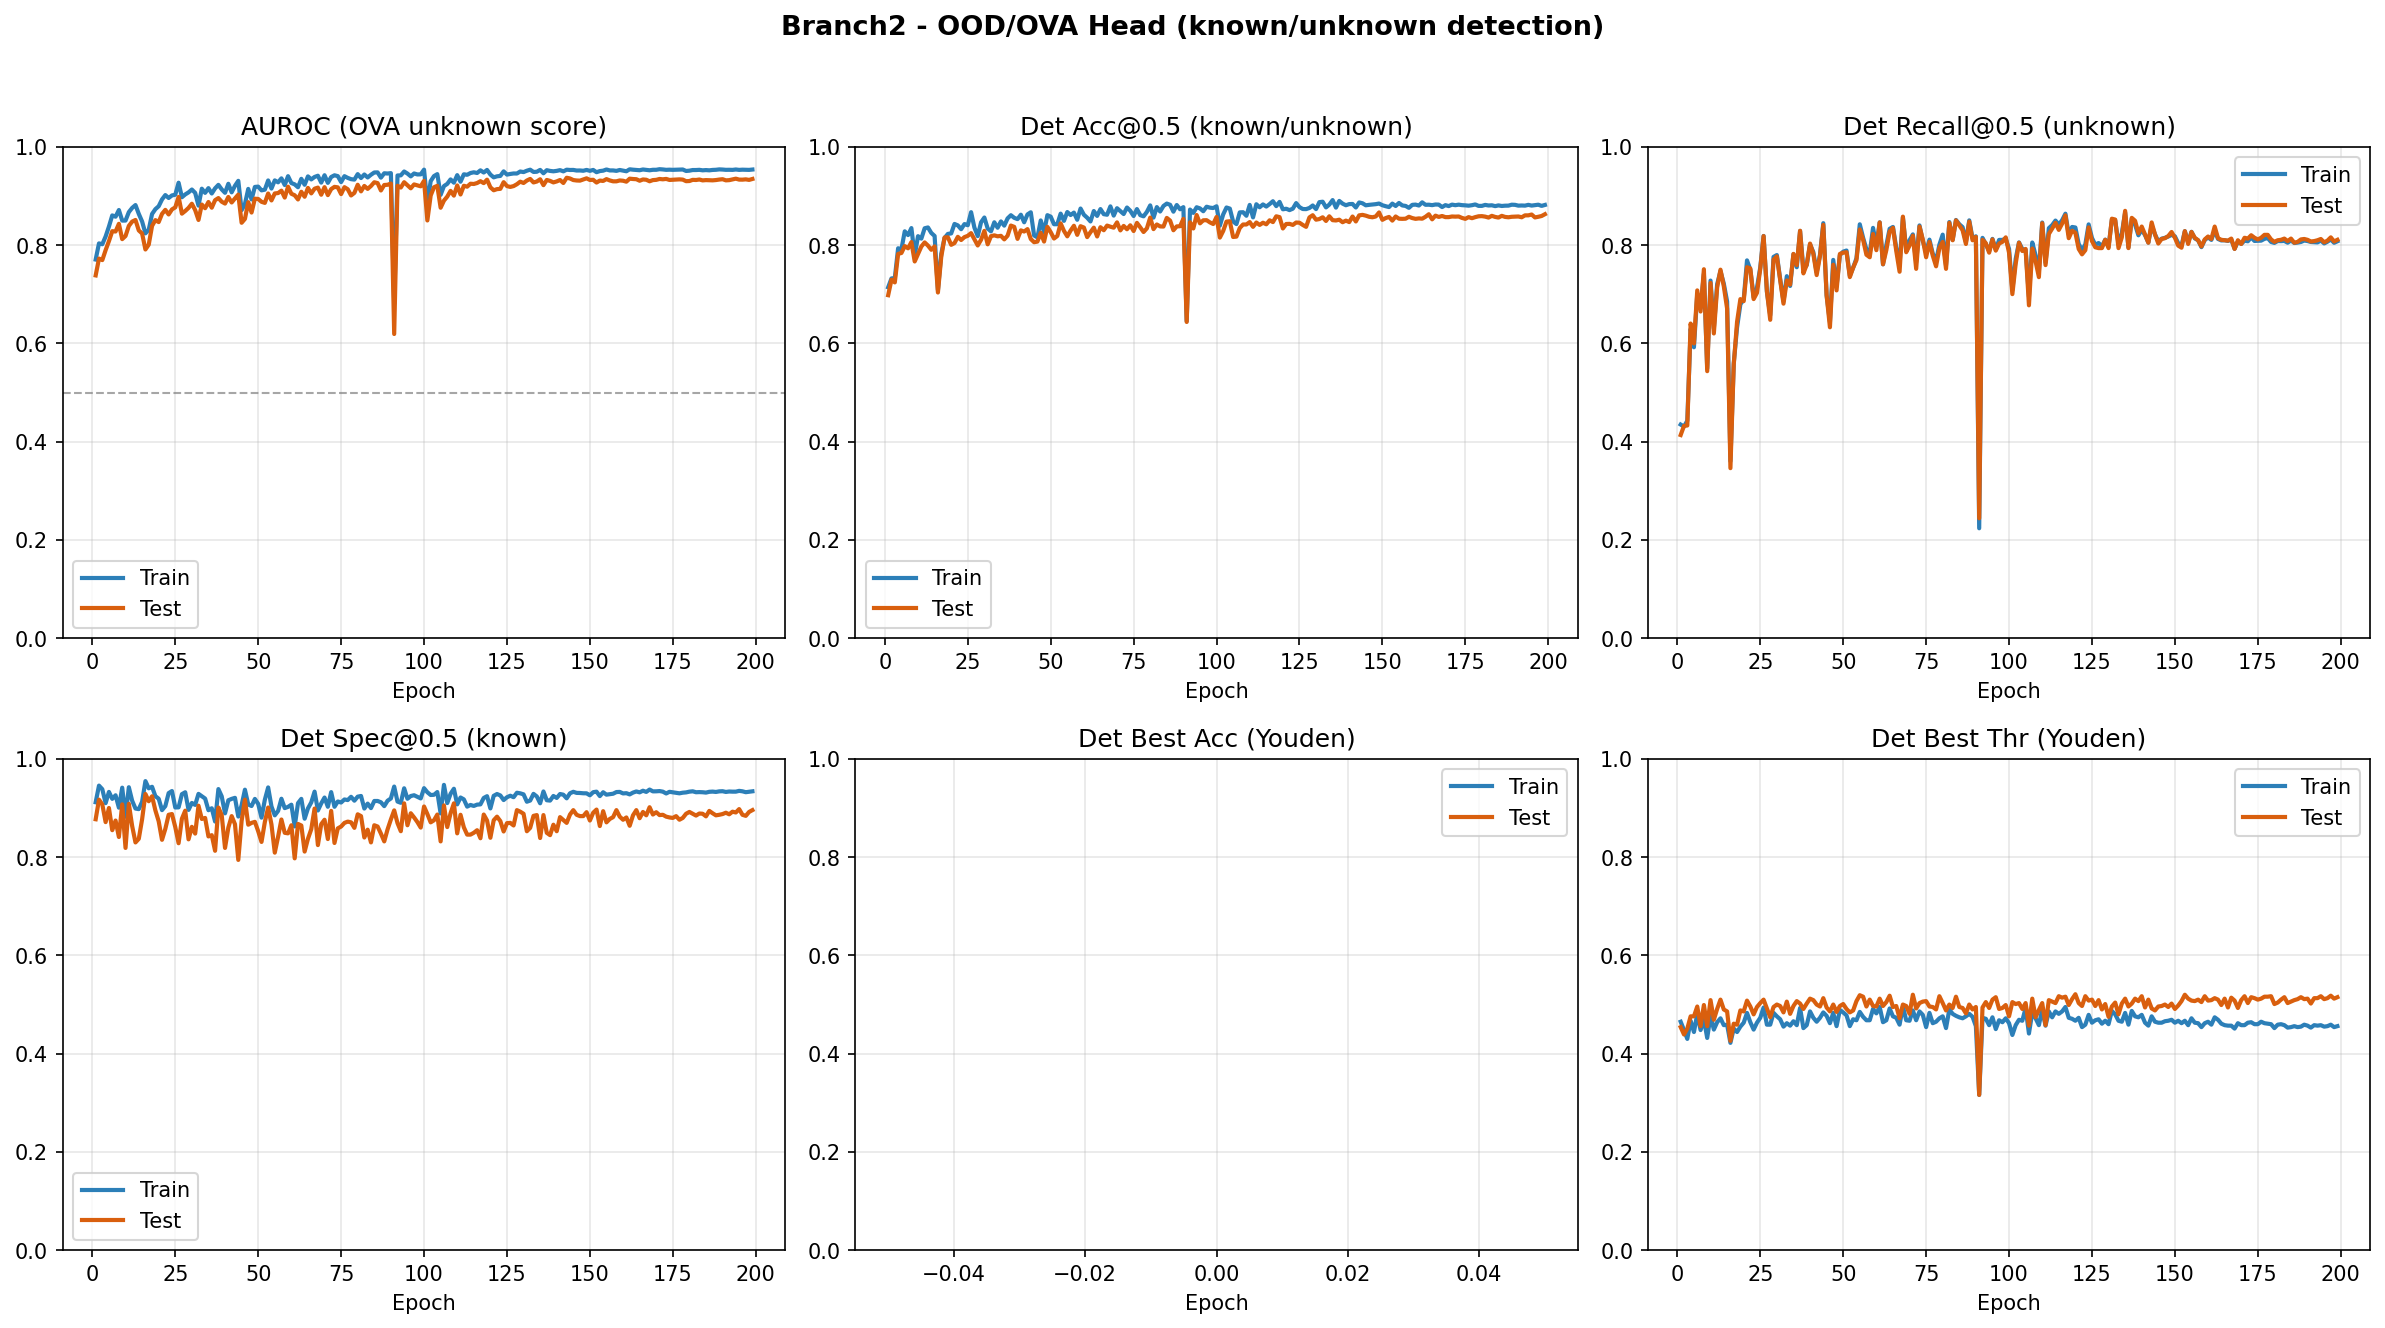 Branch2 - OOD/OVA Head (known/unknown detection)
AUROC (OVA unknown score)
1.0
0.8
0.6
0.4
0.2
0.0
Train
Test
0 25 50 75 100 125 150 175 200
Epoch
Det Acc@0.5 (known/unknown)
1.0
0.8
0.6
0.4
0.2
0.0
Train
Test
0 25 50 75 100 125 150 175 200
Epoch
Det Recall@0.5 (unknown)
1.0
0.8
0.6
0.4
0.2
0.0
Train
Test
0 25 50 75 100 125 150 175 200
Epoch
Det Spec@0.5 (known)
1.0
0.8
0.6
0.4
0.2
0.0
Train
Test
0 25 50 75 100 125 150 175 200
Epoch
Det Best Acc (Youden)
1.0
0.8
0.6
0.4
0.2
0.0
Train
Test
−0.04 −0.02 0.00 0.02 0.04
Epoch
Det Best Thr (Youden)
1.0
0.8
0.6
0.4
0.2
0.0
Train
Test
0 25 50 75 100 125 150 175 200
Epoch